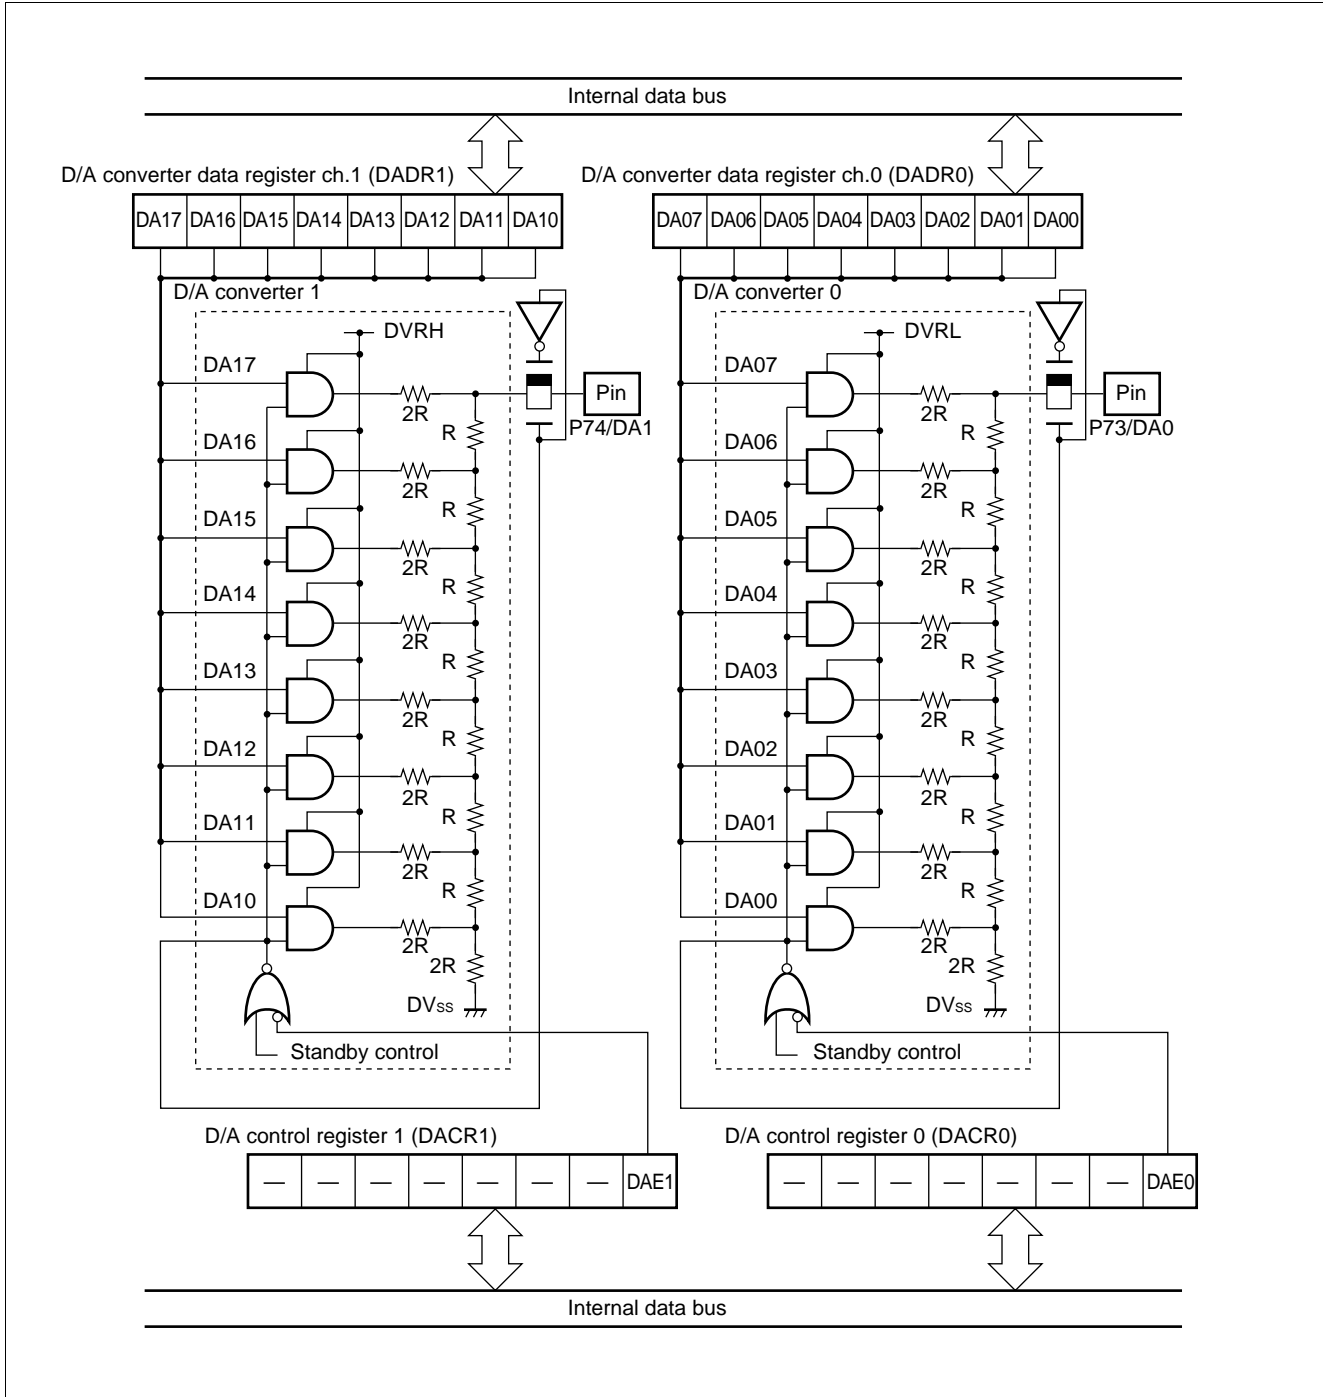 Internal data bus
D/A converter data register ch.1 (DADR1)
D/A converter data register ch.0 (DADR0)
DA17 DA16 DA15 DA14 DA13 DA12 DA11 DA10
DA07 DA06 DA05 DA04 DA03 DA02 DA01 DA00
D/A converter 1
DVRH
DA17
2R
Pin
R
P74/DA1
DA16
2R
R
DA15
2R
R
DA14
2R
R
DA13
2R
R
DA12
2R
R
DA11
2R
R
DA10
2R
2R
DVSS
Standby control
D/A converter 0
DVRL
DA07
2R
Pin
R
P73/DA0
DA06
2R
R
DA05
2R
R
DA04
2R
R
DA03
2R
R
DA02
2R
R
DA01
2R
R
DA00
2R
2R
DVSS
Standby control
D/A control register 1 (DACR1)
— — — — — — — DAE1
D/A control register 0 (DACR0)
— — — — — — — DAE0
Internal data bus